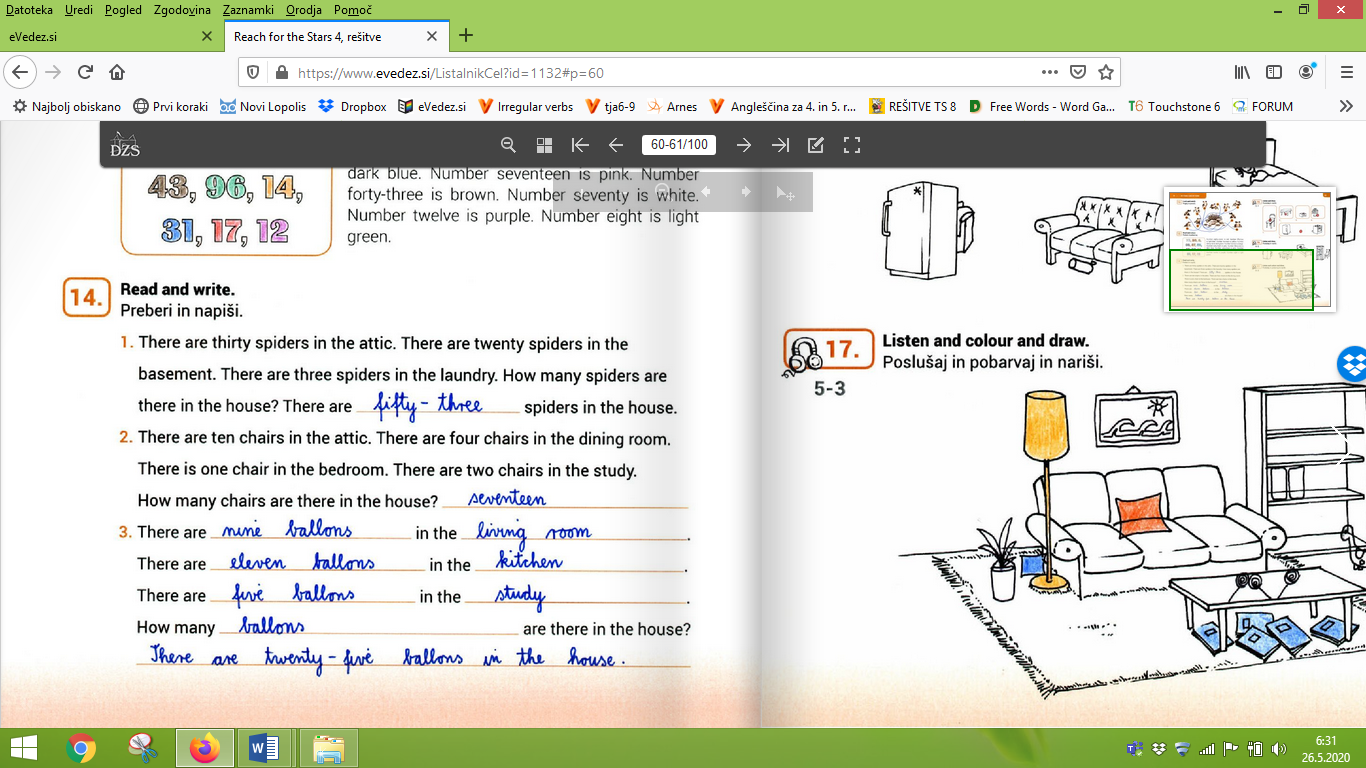 Datoteka Uredi Pogled Zgodovina Zaznamki Orodja Pomoč
eVedez.si
Reach for the Stars 4, rešitve
https://www.evedez.si/ListalnikCel?id=1132#p=60
Najbolj obiskano Prvi koraki Novi Lopolis Dropbox eVedez.si Irregular verbs tja6-9 Arnes Angleščina za 4. in 5. r... REŠITVE TS 8 Free Words - Word Ga... Touchstone 6 FORUM
DZS
60-61/100
43, 96, 14,
31, 17, 12
dark blue. Number seventeen is pink. Number
forty-three is brown. Number seventy is white.
Number twelve is purple. Number eight is light
green.
14. Read and write.
Preberi in napiši.
1. There are thirty spiders in the attic. There are twenty spiders in the
basement. There are three spiders in the laundry. How many spiders are
there in the house? There are fifty-three spiders in the house.
2. There are ten chairs in the attic. There are four chairs in the dining room.
There is one chair in the bedroom. There are two chairs in the study.
How many chairs are there in the house? seventeen
3. There are nine ballons in the living room.
There are eleven ballons in the kitchen.
There are five ballons in the study.
How many ballons are there in the house?
There are twenty-five ballons in the house.
17. Listen and colour and draw.
Poslušaj in pobarvaj in nariši.
5-3
6:31
26.5.2020